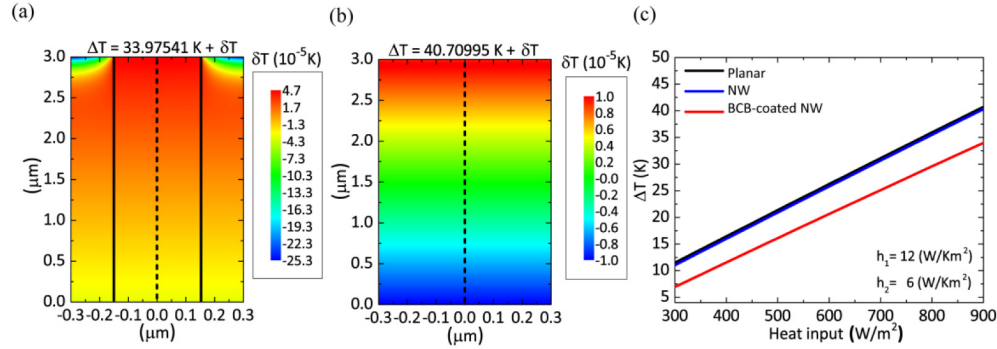 (a)
ΔT = 33.97541 K + δT
δT (10⁻⁵K)
3.0
2.5
2.0
1.5
1.0
0.5
0.0
(μm)
-0.3 -0.2 -0.1 0.0 0.1 0.2 0.3
(μm)
4.7
1.7
-1.3
-4.3
-7.3
-10.3
-13.3
-16.3
-19.3
-22.3
-25.3
(b)
ΔT = 40.70995 K + δT
δT (10⁻⁵K)
3.0
2.5
2.0
1.5
1.0
0.5
0.0
(μm)
-0.3 -0.2 -0.1 0.0 0.1 0.2 0.3
(μm)
1.0
0.8
0.6
0.4
0.2
0.0
-0.2
-0.4
-0.6
-0.8
-1.0
(c)
50
45
40
35
30
25
20
15
10
5
ΔT (K)
Planar
NW
BCB-coated NW
h₁= 12 (W/Km²)
h₂= 6 (W/Km²)
300 400 500 600 700 800 900
Heat input (W/m²)